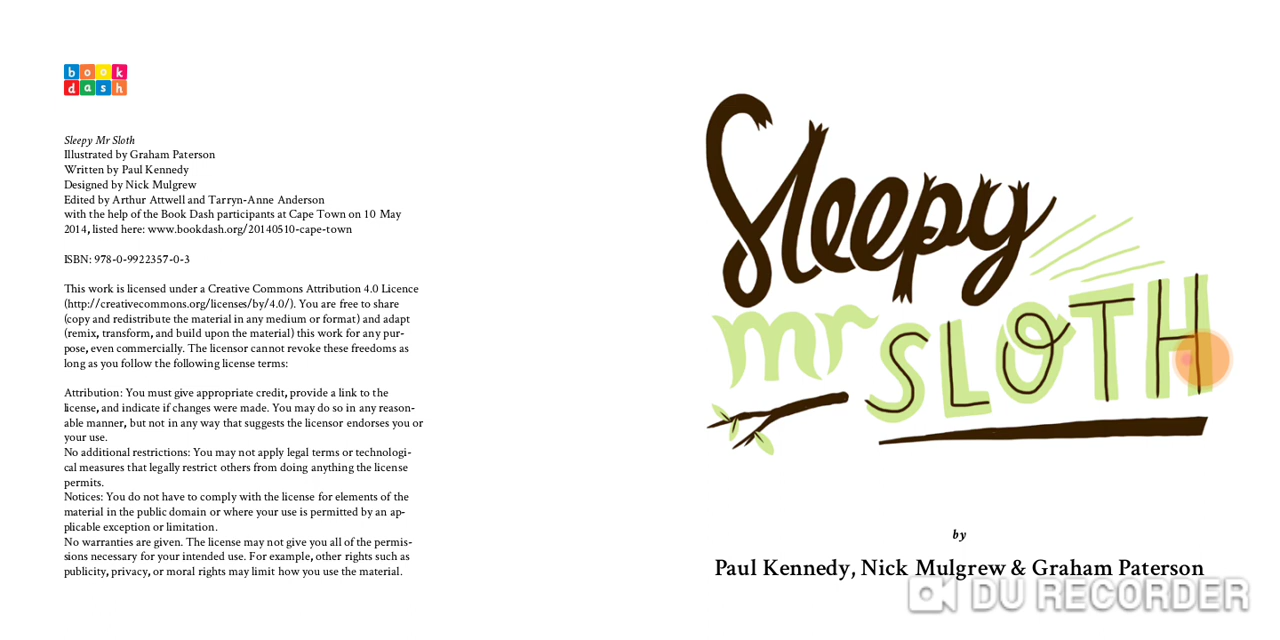 book
dash
Sleepy Mr Sloth
Illustrated by Graham Paterson
Written by Paul Kennedy
Designed by Nick Mulgrew
Edited by Arthur Attwell and Tarryn-Anne Anderson
with the help of the Book Dash participants at Cape Town on 10 May
2014, listed here: www.bookdash.org/20140510-cape-town
ISBN: 978-0-9922357-0-3
This work is licensed under a Creative Commons Attribution 4.0 Licence
(http://creativecommons.org/licenses/by/4.0/). You are free to share
(copy and redistribute the material in any medium or format) and adapt
(remix, transform, and build upon the material) this work for any pur-
pose, even commercially. The licensor cannot revoke these freedoms as
long as you follow the following license terms:
Attribution: You must give appropriate credit, provide a link to the
license, and indicate if changes were made. You may do so in any reason-
able manner, but not in any way that suggests the licensor endorses you or
your use.
No additional restrictions: You may not apply legal terms or technologi-
cal measures that legally restrict others from doing anything the license
permits.
Notices: You do not have to comply with the license for elements of the
material in the public domain or where your use is permitted by an ap-
plicable exception or limitation.
No warranties are given. The license may not give you all of the permis-
sions necessary for your intended use. For example, other rights such as
publicity, privacy, or moral rights may limit how you use the material.
Sleepy
mr SLOTH
by
Paul Kennedy, Nick Mulgrew & Graham Paterson
DU RECORDER